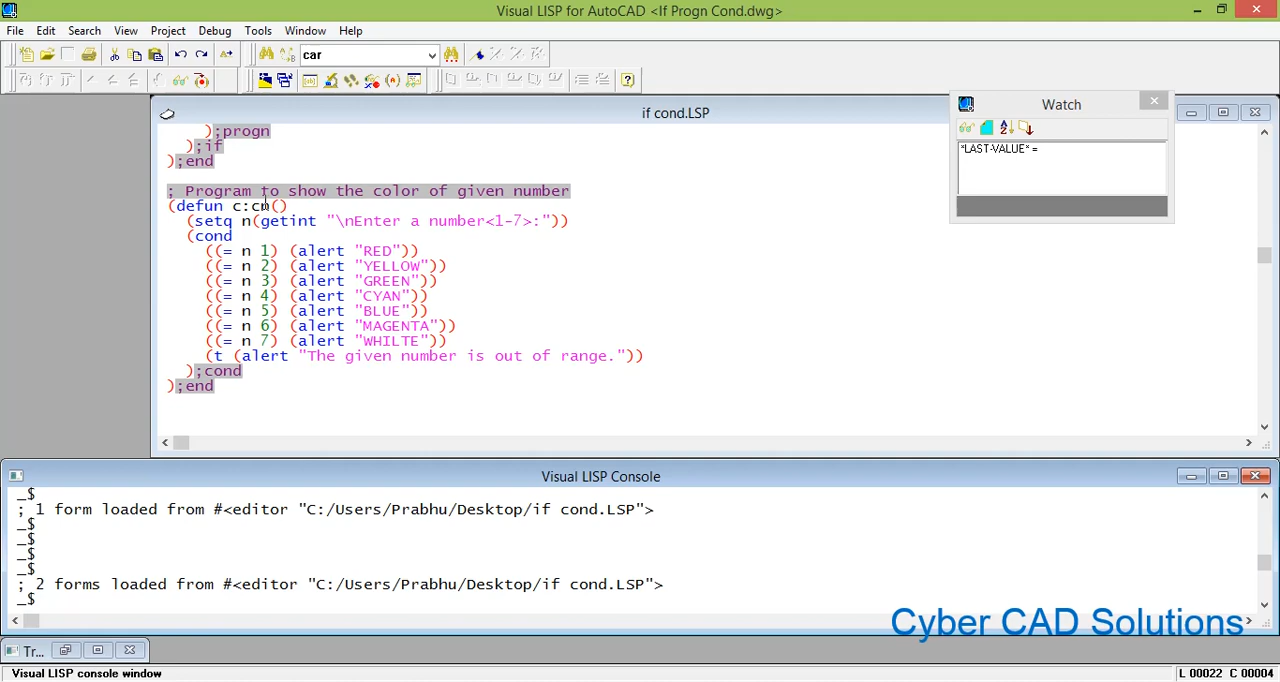 Visual LISP for AutoCAD <If Progn Cond.dwg>
File Edit Search View Project Debug Tools Window Help
car
if cond.LSP
Watch
*LAST-VALUE* =
);progn
);if
);end
; Program to show the color of given number
(defun c:cn()
(setq n(getint "\nEnter a number<1-7>:"))
(cond
((= n 1) (alert "RED"))
((= n 2) (alert "YELLOW"))
((= n 3) (alert "GREEN"))
((= n 4) (alert "CYAN"))
((= n 5) (alert "BLUE"))
((= n 6) (alert "MAGENTA"))
((= n 7) (alert "WHILTE"))
(t (alert "The given number is out of range."))
);cond
);end
Visual LISP Console
_$
; 1 form loaded from #<editor "C:/Users/Prabhu/Desktop/if cond.LSP">
_$
_$
_$
_$
; 2 forms loaded from #<editor "C:/Users/Prabhu/Desktop/if cond.LSP">
_$
Cyber CAD Solutions
Tr...
Visual LISP console window
L 00022 C 00004